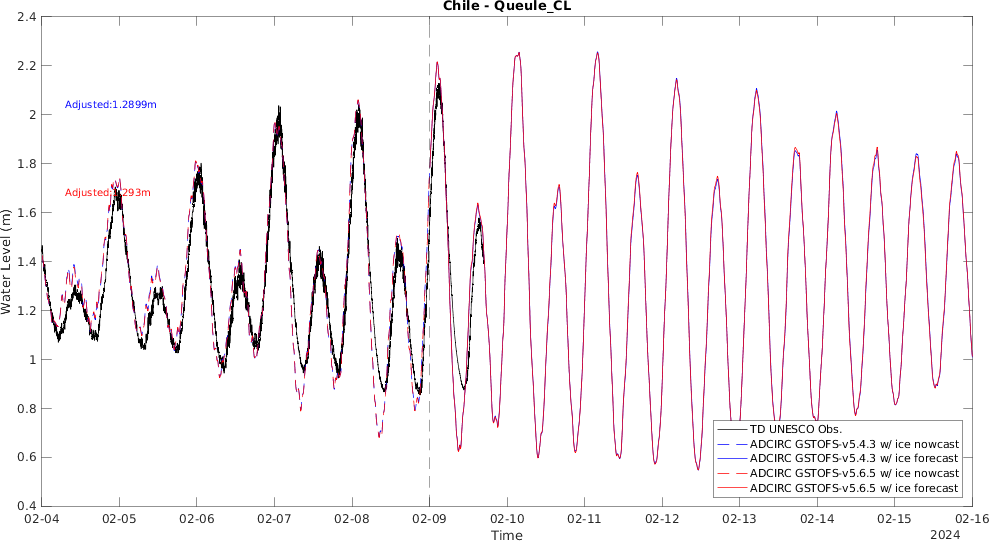 Chile - Queule_CL
2.4
2.2
2
1.8
1.6
1.4
1.2
1
0.8
0.6
0.4
Water Level (m)
Adjusted:1.2899m
Adjusted:1.293m
TD UNESCO Obs.
ADCIRC GSTOFS-v5.4.3 w/ ice nowcast
ADCIRC GSTOFS-v5.4.3 w/ ice forecast
ADCIRC GSTOFS-v5.6.5 w/ ice nowcast
ADCIRC GSTOFS-v5.6.5 w/ ice forecast
02-04 02-05 02-06 02-07 02-08 02-09 02-10 02-11 02-12 02-13 02-14 02-15 02-16
Time
2024